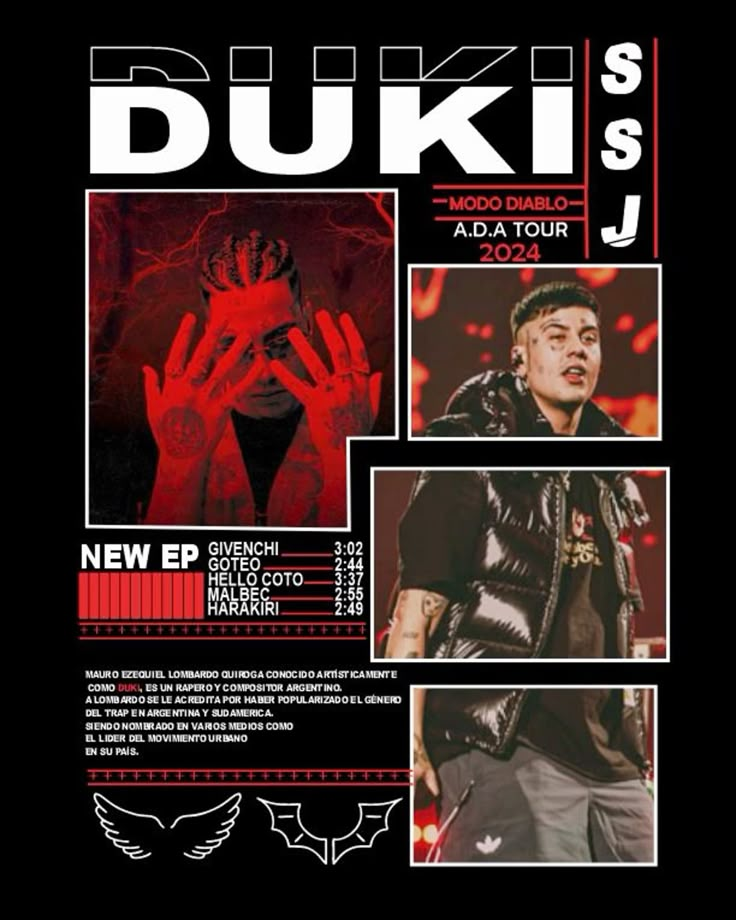 DUKI
S
S
J
MODO DIABLO
A.D.A TOUR
2024
NEW EP
GIVENCHI 3:02
GOTEO 2:44
HELLO COTO 3:37
MALBEC 2:55
HARAKIRI 2:49
MAURO EZEQUIEL LOMBARDO QUIROGA CONOCIDO ARTÍSTICAMENTE
COMO DUKI, ES UN RAPERO Y COMPOSITOR ARGENTINO.
A LOMBARDO SE LE ACREDITA POR HABER POPULARIZADO EL GÉNERO
DEL TRAP EN ARGENTINA Y SUDAMERICA.
SIENDO NOMBRADO EN VARIOS MEDIOS COMO
EL LIDER DEL MOVIMIENTO URBANO
EN SU PAÍS.